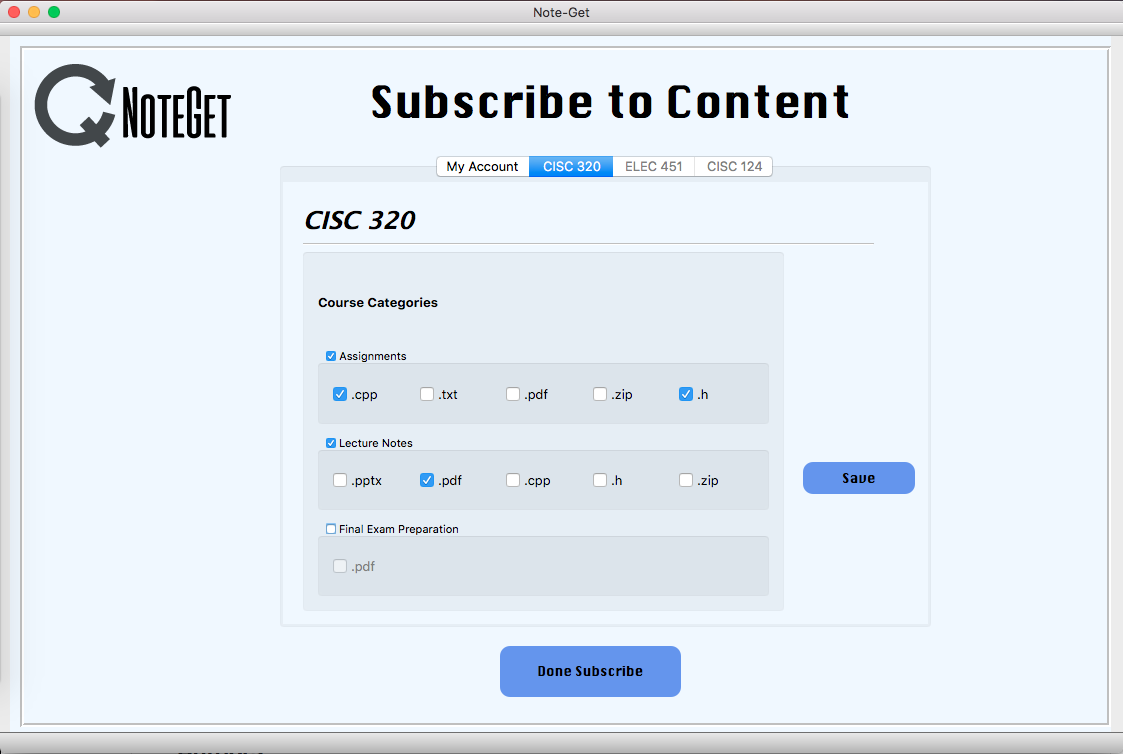 Note-Get
NOTEGET
Subscribe to Content
My Account CISC 320 ELEC 451 CISC 124
CISC 320
Course Categories
Assignments
.cpp .txt .pdf .zip .h
Lecture Notes
.pptx .pdf .cpp .h .zip
Save
Final Exam Preparation
.pdf
Done Subscribe